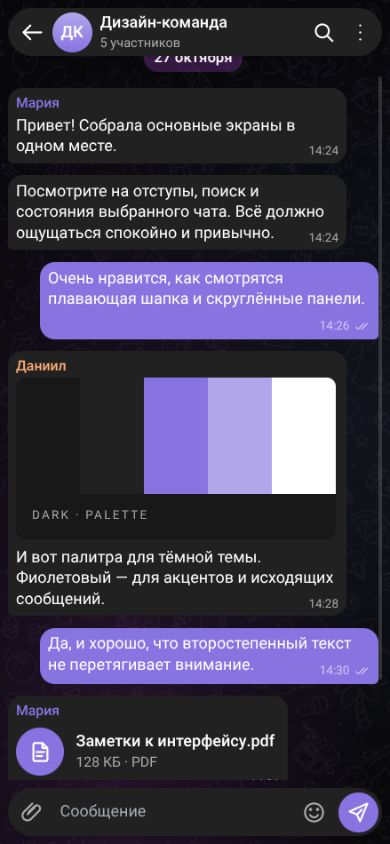 ДК
Дизайн-команда
5 участников
27 октября
Мария
Привет! Собрала основные экраны в
одном месте.
14:24
Посмотрите на отступы, поиск и
состояния выбранного чата. Всё должно
ощущаться спокойно и привычно.
14:24
Очень нравится, как смотрятся
плавающая шапка и скруглённые панели.
14:26
Даниил
DARK · PALETTE
И вот палитра для тёмной темы.
Фиолетовый — для акцентов и исходящих
сообщений.
14:28
Да, и хорошо, что второстепенный текст
не перетягивает внимание.
14:30
Мария
Заметки к интерфейсу.pdf
128 КБ · PDF
Сообщение